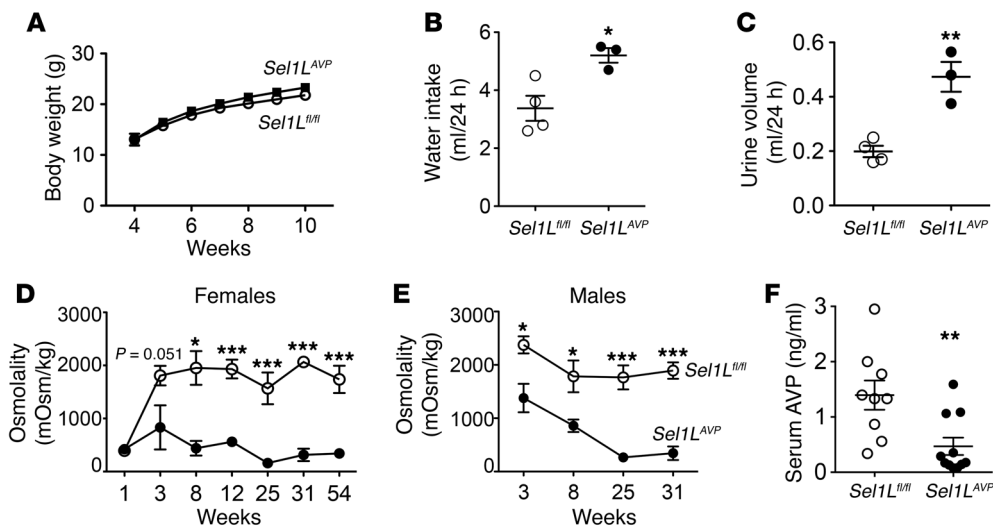 A
Body weight (g)
30
20
10
0
4
6
8
10
Weeks
Sel1L^AVP
Sel1L^fl/fl
B
Water intake
(ml/24 h)
6
4
2
0
*
Sel1L^fl/fl
Sel1L^AVP
C
Urine volume
(ml/24 h)
0.6
0.4
0.2
0.0
**
Sel1L^fl/fl
Sel1L^AVP
D
Females
Osmolality
(mOsm/kg)
3000
2000
1000
0
P = 0.051
*
***
***
***
***
1
3
8
12
25
31
54
Weeks
E
Males
Osmolality
(mOsm/kg)
3000
2000
1000
0
*
*
***
***
Sel1L^fl/fl
Sel1L^AVP
3
8
25
31
Weeks
F
Serum AVP (ng/ml)
3
2
1
0
**
Sel1L^fl/fl
Sel1L^AVP